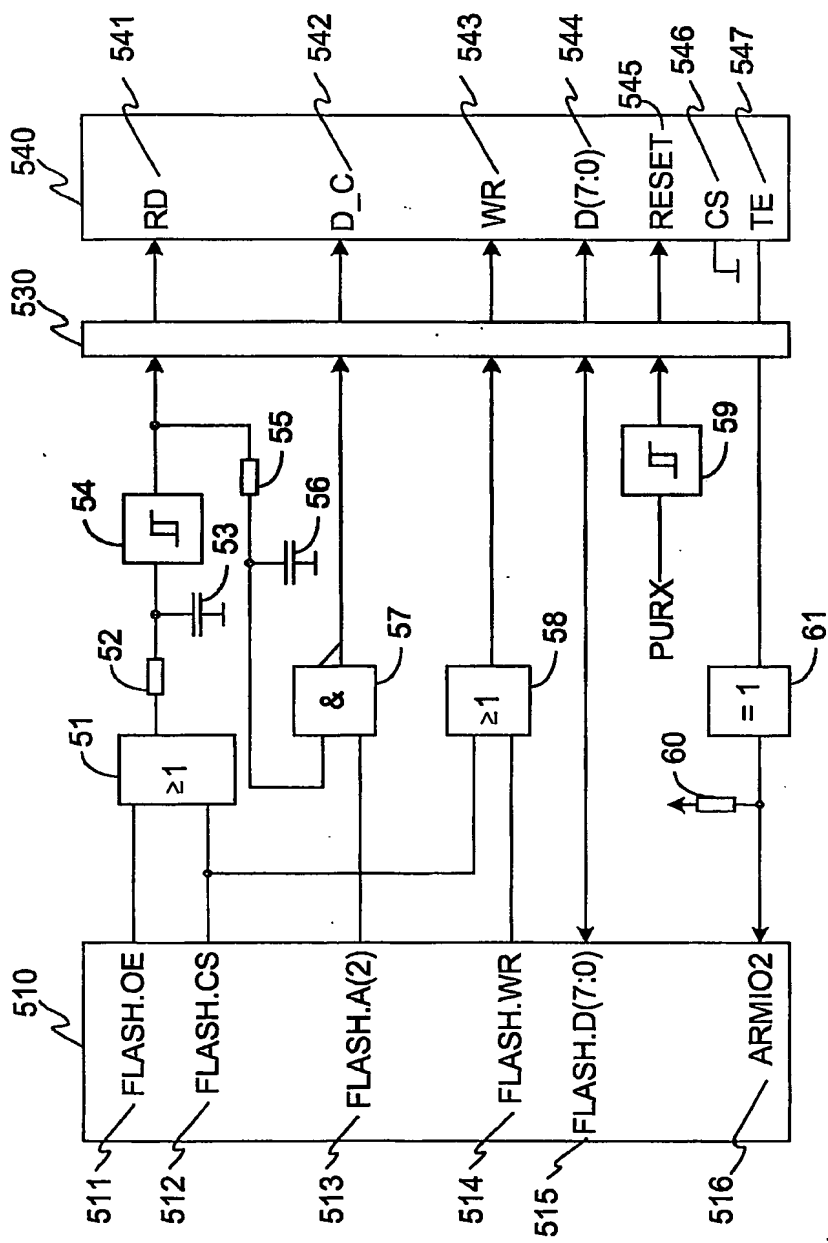 510
530
540
511
FLASH.OE
512
FLASH.CS
513
FLASH.A(2)
514
FLASH.WR
515
FLASH.D(7:0)
516
ARMIO2
51
≥1
52
53
54
55
56
57
&
58
≥1
59
PURX
60
61
= 1
RD
541
D_C
542
WR
543
D(7:0)
544
RESET
545
CS
546
TE
547